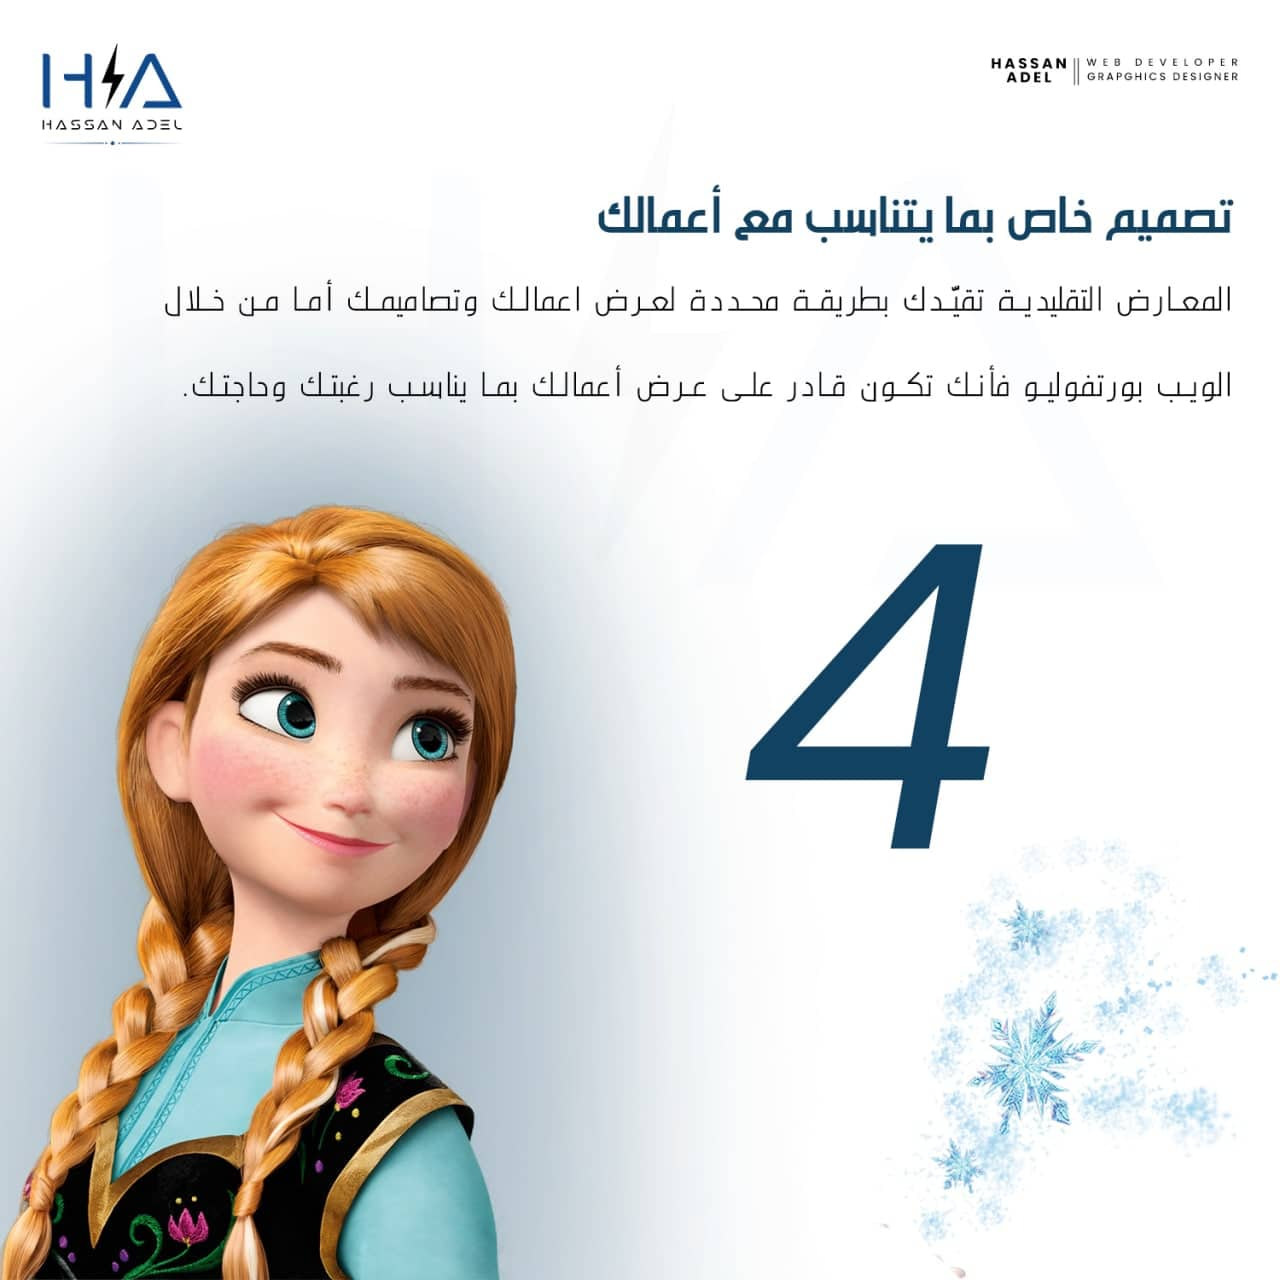 HASSAN ADEL
HASSAN
ADEL
WEB DEVELOPER
GRAPGHICS DESIGNER
تصميم خاص بما يتناسب مع أعمالك
المعارض التقليدية تقيّدك بطريقة محددة لعرض اعمالك وتصاميمك أما من خلال
الويب بورتفوليو فأنك تكون قادر على عرض أعمالك بما يناسب رغبتك وحاجتك.
4